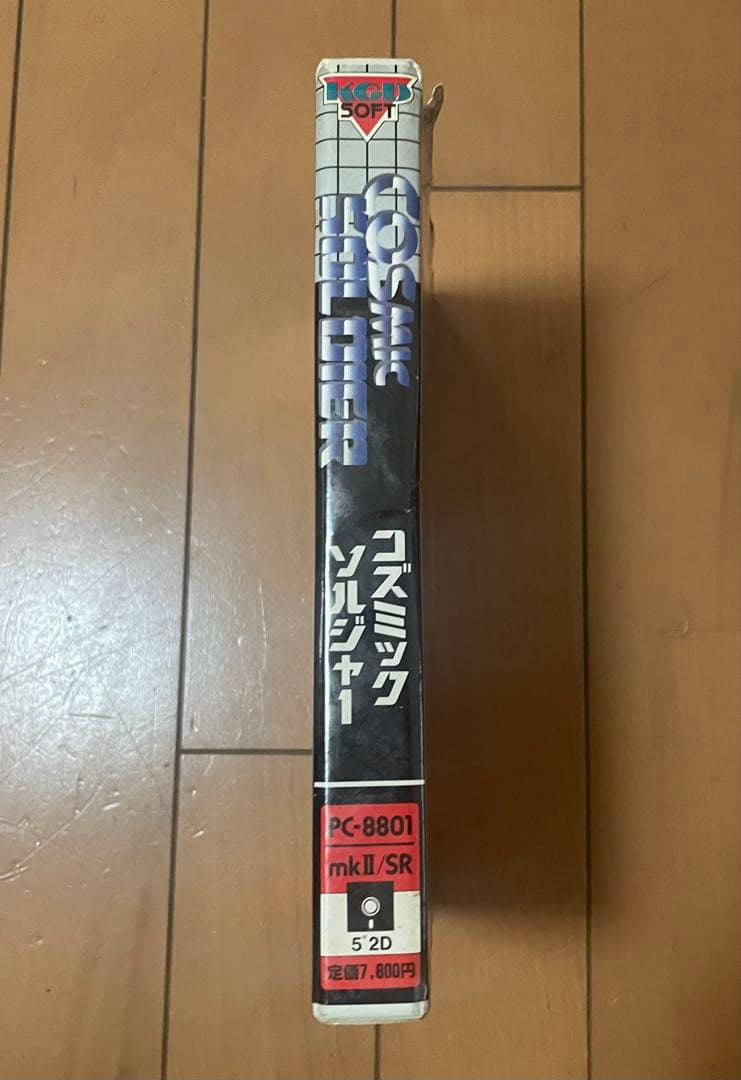 KGD
SOFT
COSMIC
SOLDIER
コズミック
ソルジャー
PC-8801
mkII/SR
5"2D
定価7,800円